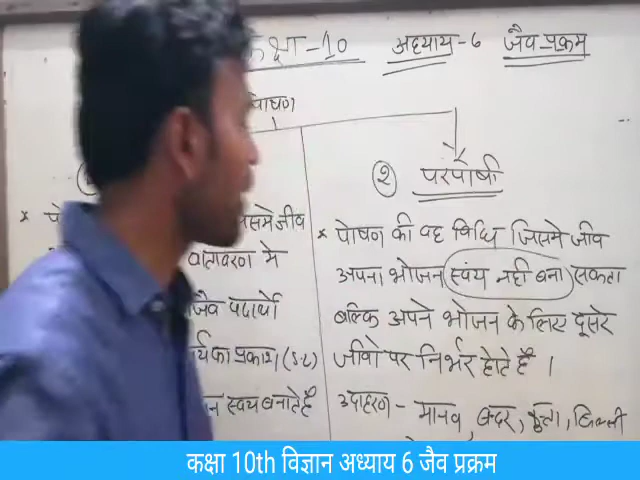 कक्षा -10 अध्याय - 6 जैव प्रक्रम
पोषण
② परपोषी
जिसमे जीव
वातावरण मे
पदार्थो
का प्रकाश (S.L)
स्वयं बनाते है
* पोषण की वह विधि जिसमे जीव
अपना भोजन स्वंय नही बना सकता
बल्कि अपने भोजन के लिए दूसरे
जीवो पर निर्भर होते है ।
उदाहरण - मानव, बन्दर, कुत्ता, बिल्ली
कक्षा 10th विज्ञान अध्याय 6 जैव प्रक्रम